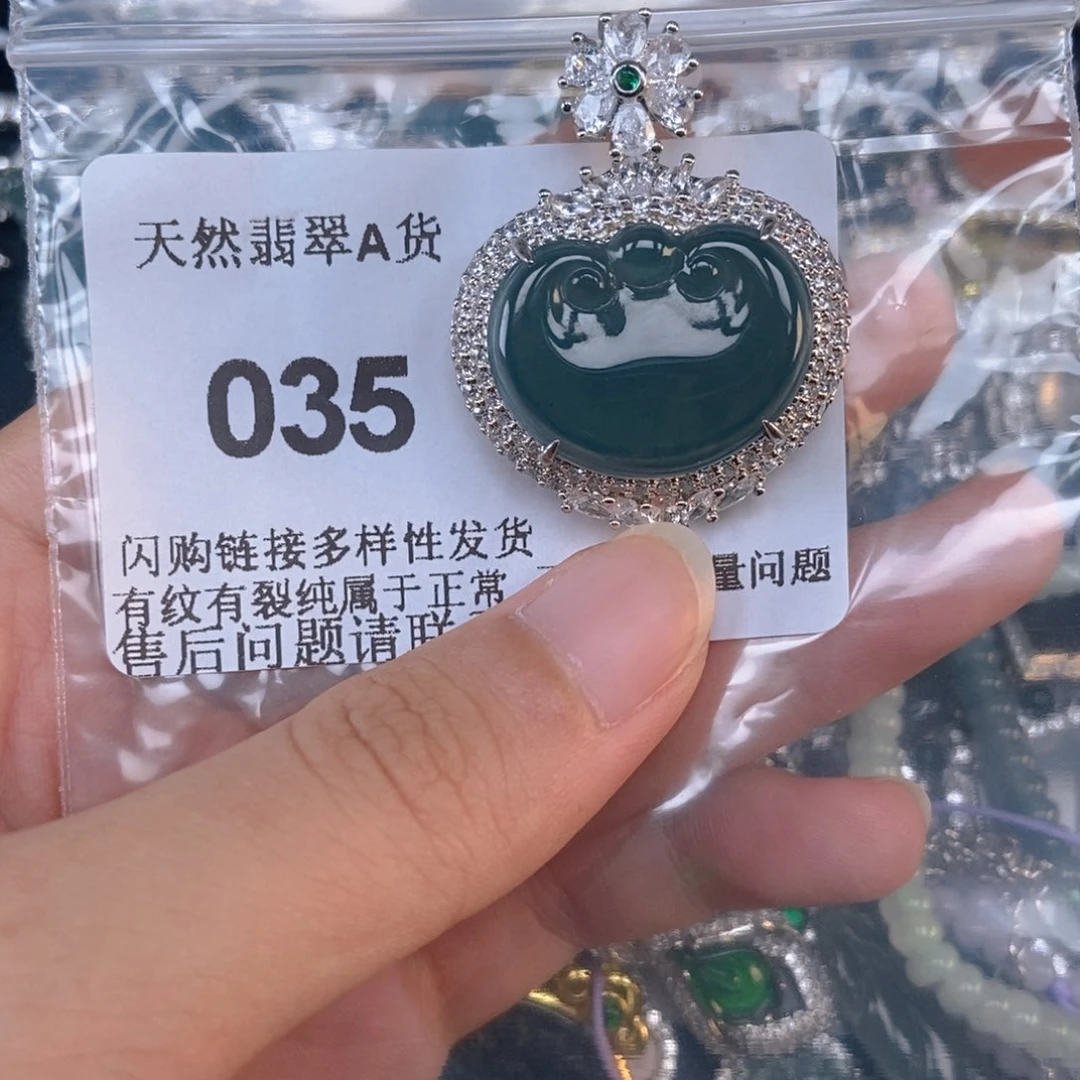 天然翡翠A货
035
闪购链接多样性发货
有纹有裂纯属于正常 量问题
售后问题请联